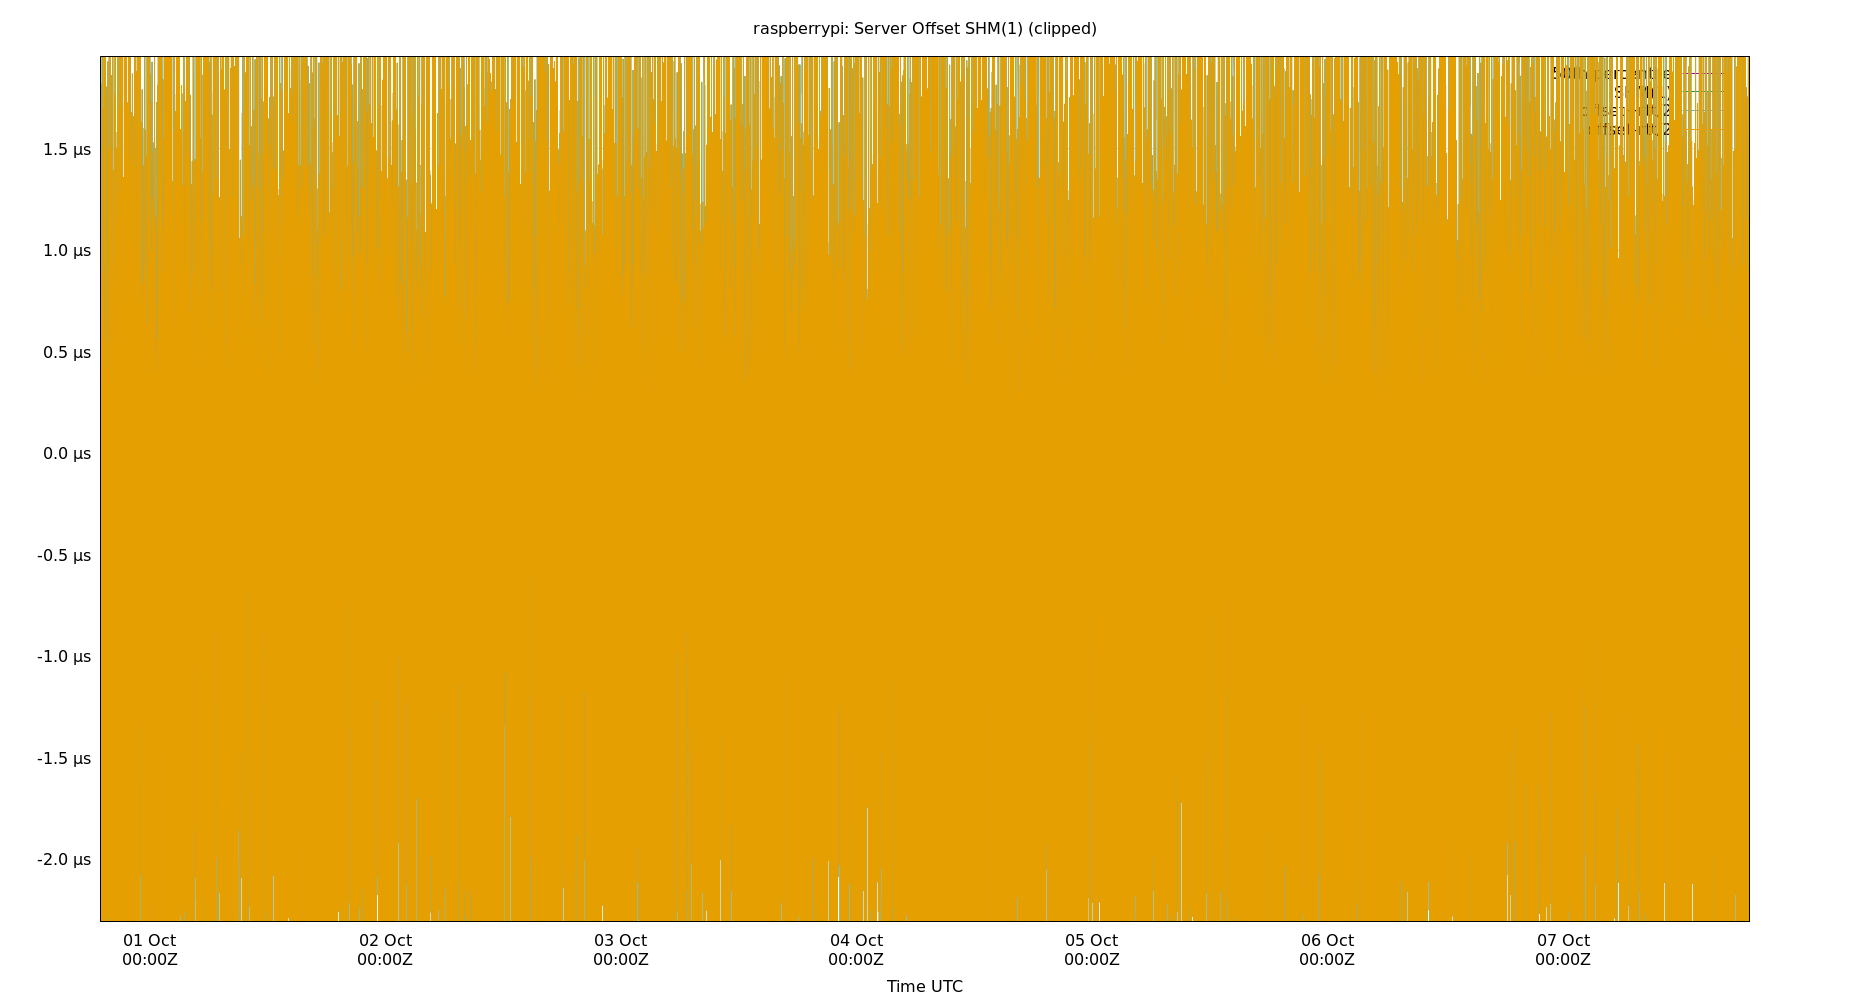 raspberrypi: Server Offset SHM(1) (clipped)
1.5 µs
1.0 µs
0.5 µs
0.0 µs
-0.5 µs
-1.0 µs
-1.5 µs
-2.0 µs
01 Oct 02 Oct 03 Oct 04 Oct 05 Oct 06 Oct 07 Oct
00:00Z 00:00Z 00:00Z 00:00Z 00:00Z 00:00Z 00:00Z
Time UTC